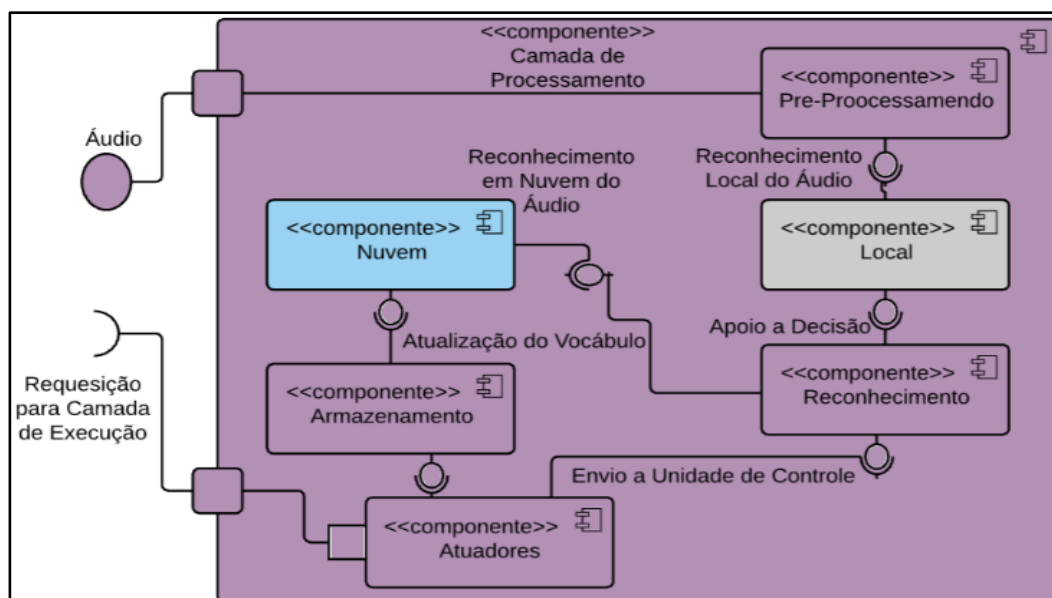 <<componente>>
Camada de
Processamento
<<componente>>
Pre-Proocessamendo
Áudio
Reconhecimento
em Nuvem do
Áudio
Reconhecimento
Local do Áudio
<<componente>>
Nuvem
<<componente>>
Local
Atualização do Vocábulo
Apoio a Decisão
Requesição
para Camada
de Execução
<<componente>>
Armazenamento
<<componente>>
Reconhecimento
Envio a Unidade de Controle
<<componente>>
Atuadores